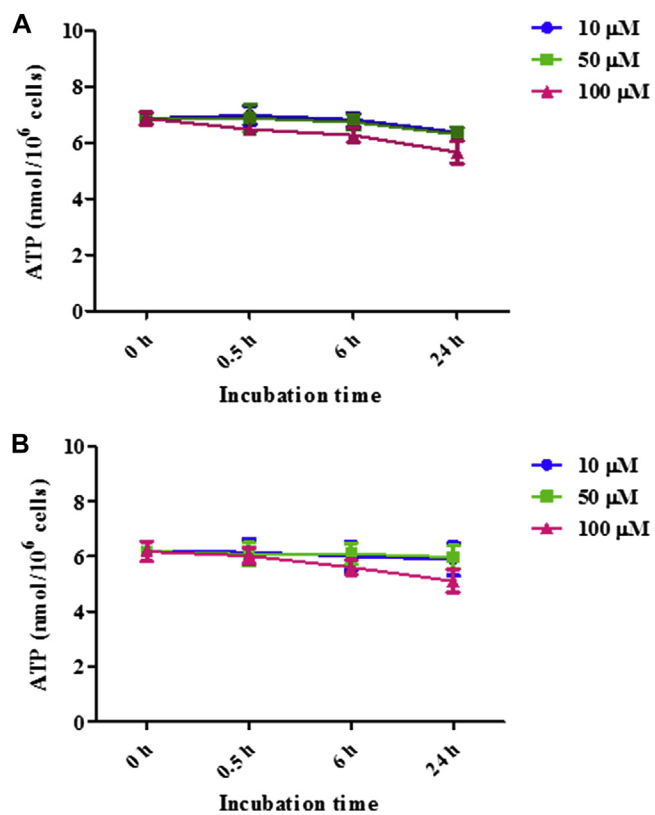 A
10
8
6
4
2
0
ATP (nmol/10⁶ cells)
0 h
0.5 h
6 h
24 h
Incubation time
10 µM
50 µM
100 µM
B
10
8
6
4
2
0
ATP (nmol/10⁶ cells)
0 h
0.5 h
6 h
24 h
Incubation time
10 µM
50 µM
100 µM